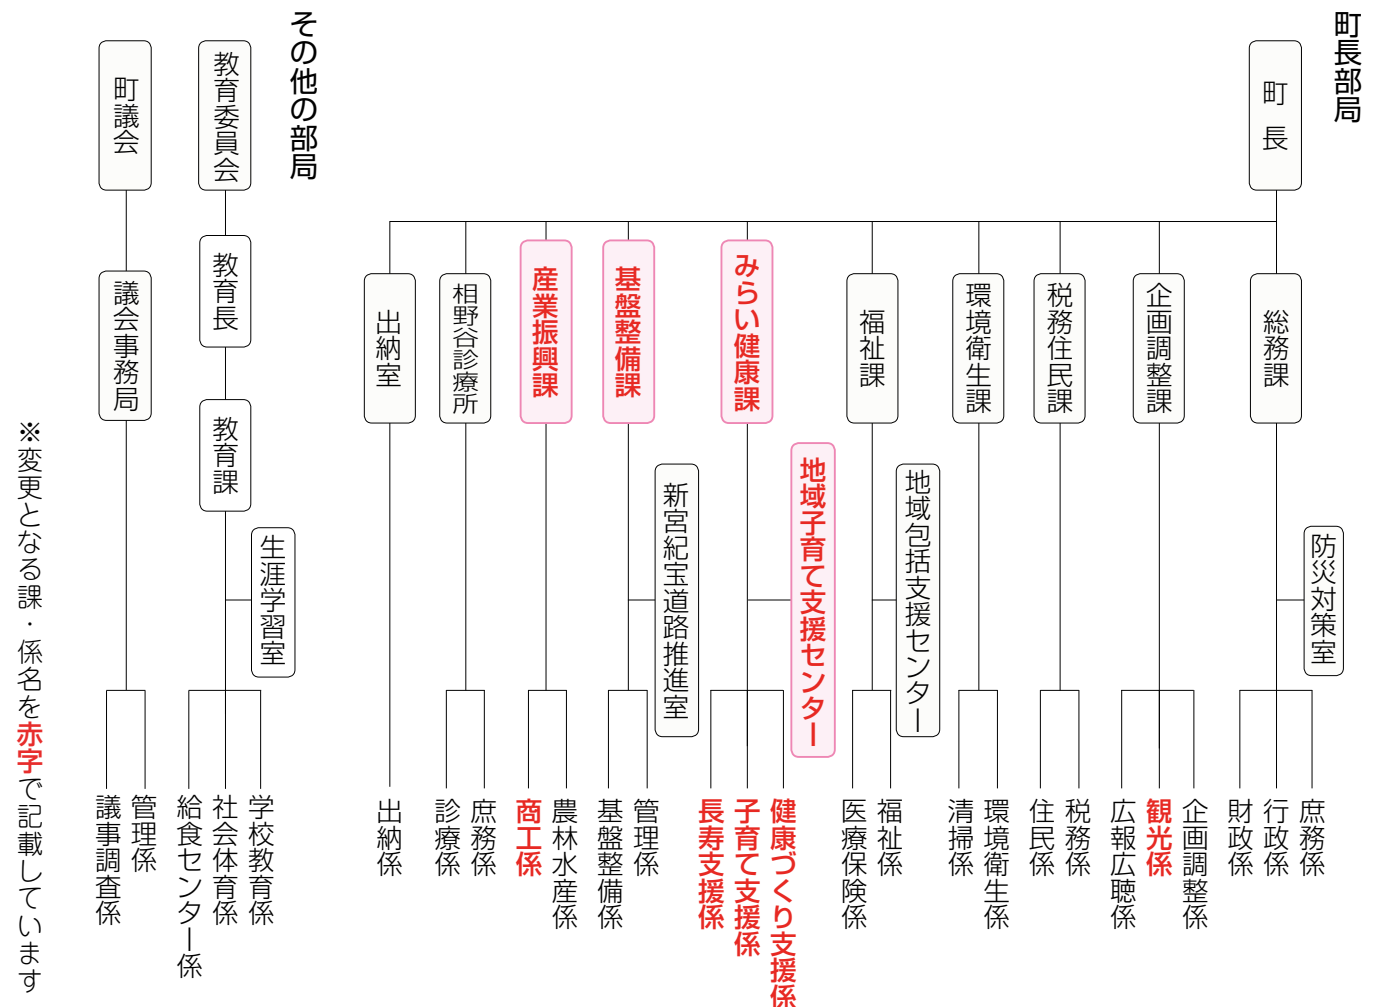 町長部局
町長
総務課
防災対策室
庶務係
行政係
財政係
企画調整課
企画調整係
観光係
広報広聴係
税務住民課
税務係
住民係
環境衛生課
環境衛生係
清掃係
福祉課
地域包括支援センター
福祉係
医療保険係
みらい健康課
地域子育て支援センター
健康づくり支援係
子育て支援係
長寿支援係
基盤整備課
新宮紀宝道路推進室
管理係
基盤整備係
産業振興課
農林水産係
商工係
相野谷診療所
庶務係
診療係
出納室
出納係
その他の部局
教育委員会
教育長
教育課
生涯学習室
学校教育係
社会体育係
給食センター係
町議会
議会事務局
管理係
議事調査係
※変更となる課・係名を赤字で記載しています